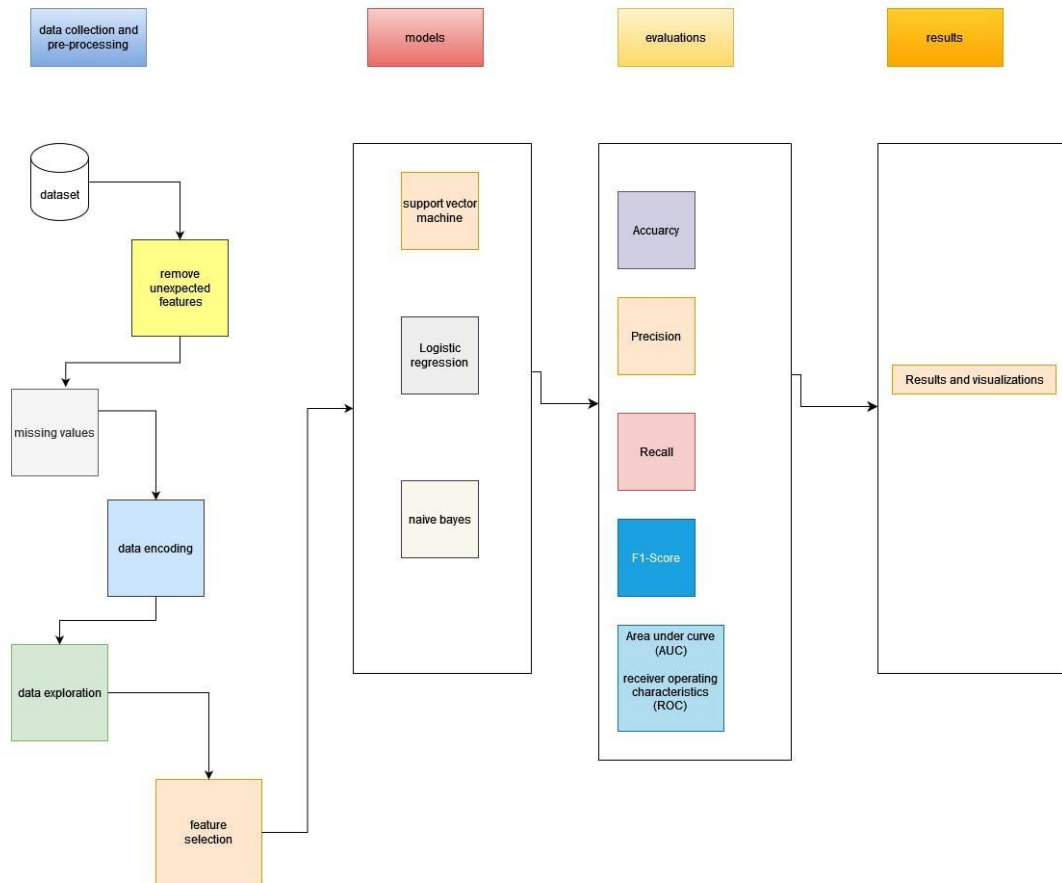 data collection and
pre-processing
models
evaluations
results
dataset
remove
unexpected
features
missing values
data encoding
data exploration
feature
selection
support vector
machine
Logistic
regression
naive bayes
Accuarcy
Precision
Recall
F1-Score
Area under curve
(AUC)
receiver operating
characteristics
(ROC)
Results and visualizations